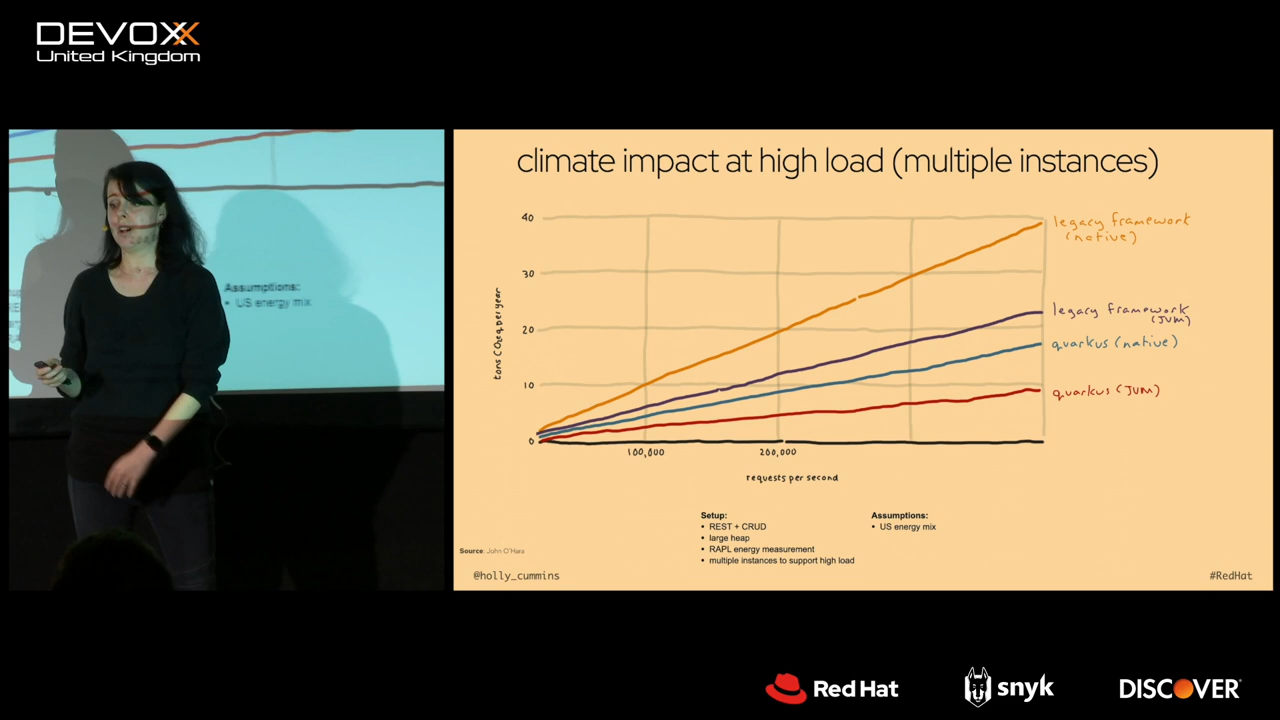 DEVOXX
United Kingdom
Assumptions:
• US energy mix
climate impact at high load (multiple instances)
40
30
20
10
0
tons CO2eq per year
100,000
200,000
requests per second
legacy framework
(native)
legacy framework
(JVM)
quarkus (native)
quarkus (JVM)
Setup:
• REST + CRUD
• large heap
• RAPL energy measurement
• multiple instances to support high load
Assumptions:
• US energy mix
Source: John O'Hara
@holly_cummins
#RedHat
Red Hat
snyk
DISCOVER